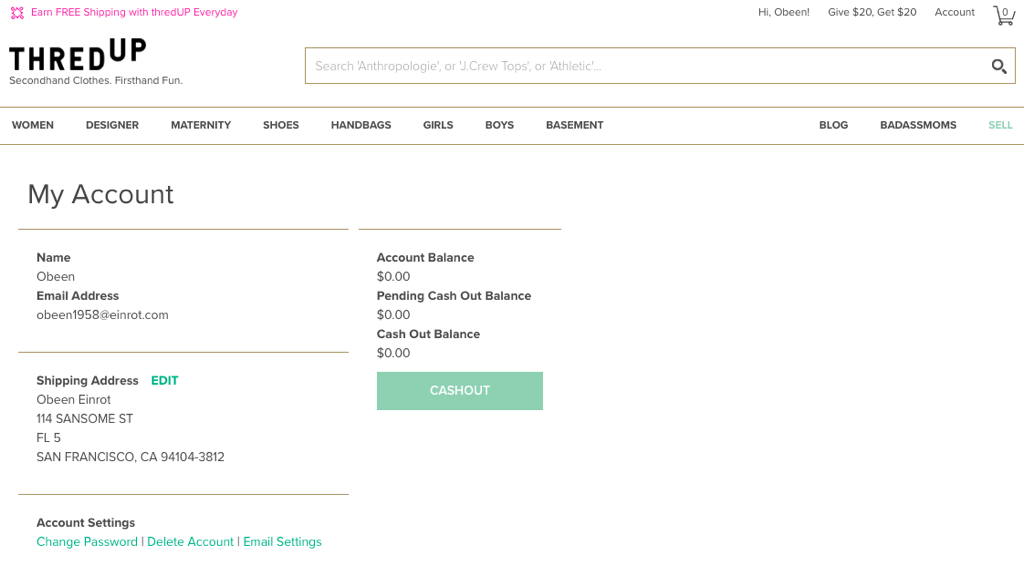 Earn FREE Shipping with thredUP Everyday
Hi, Obeen! Give $20, Get $20 Account 0
THREDUP
Secondhand Clothes. Firsthand Fun.
Search 'Anthropologie', or 'J.Crew Tops', or 'Athletic'...
WOMEN DESIGNER MATERNITY SHOES HANDBAGS GIRLS BOYS BASEMENT BLOG BADASSMOMS SELL
My Account
Name
Obeen
Email Address
obeen1958@einrot.com
Shipping Address EDIT
Obeen Einrot
114 SANSOME ST
FL 5
SAN FRANCISCO, CA 94104-3812
Account Settings
Change Password | Delete Account | Email Settings
Account Balance
$0.00
Pending Cash Out Balance
$0.00
Cash Out Balance
$0.00
CASHOUT